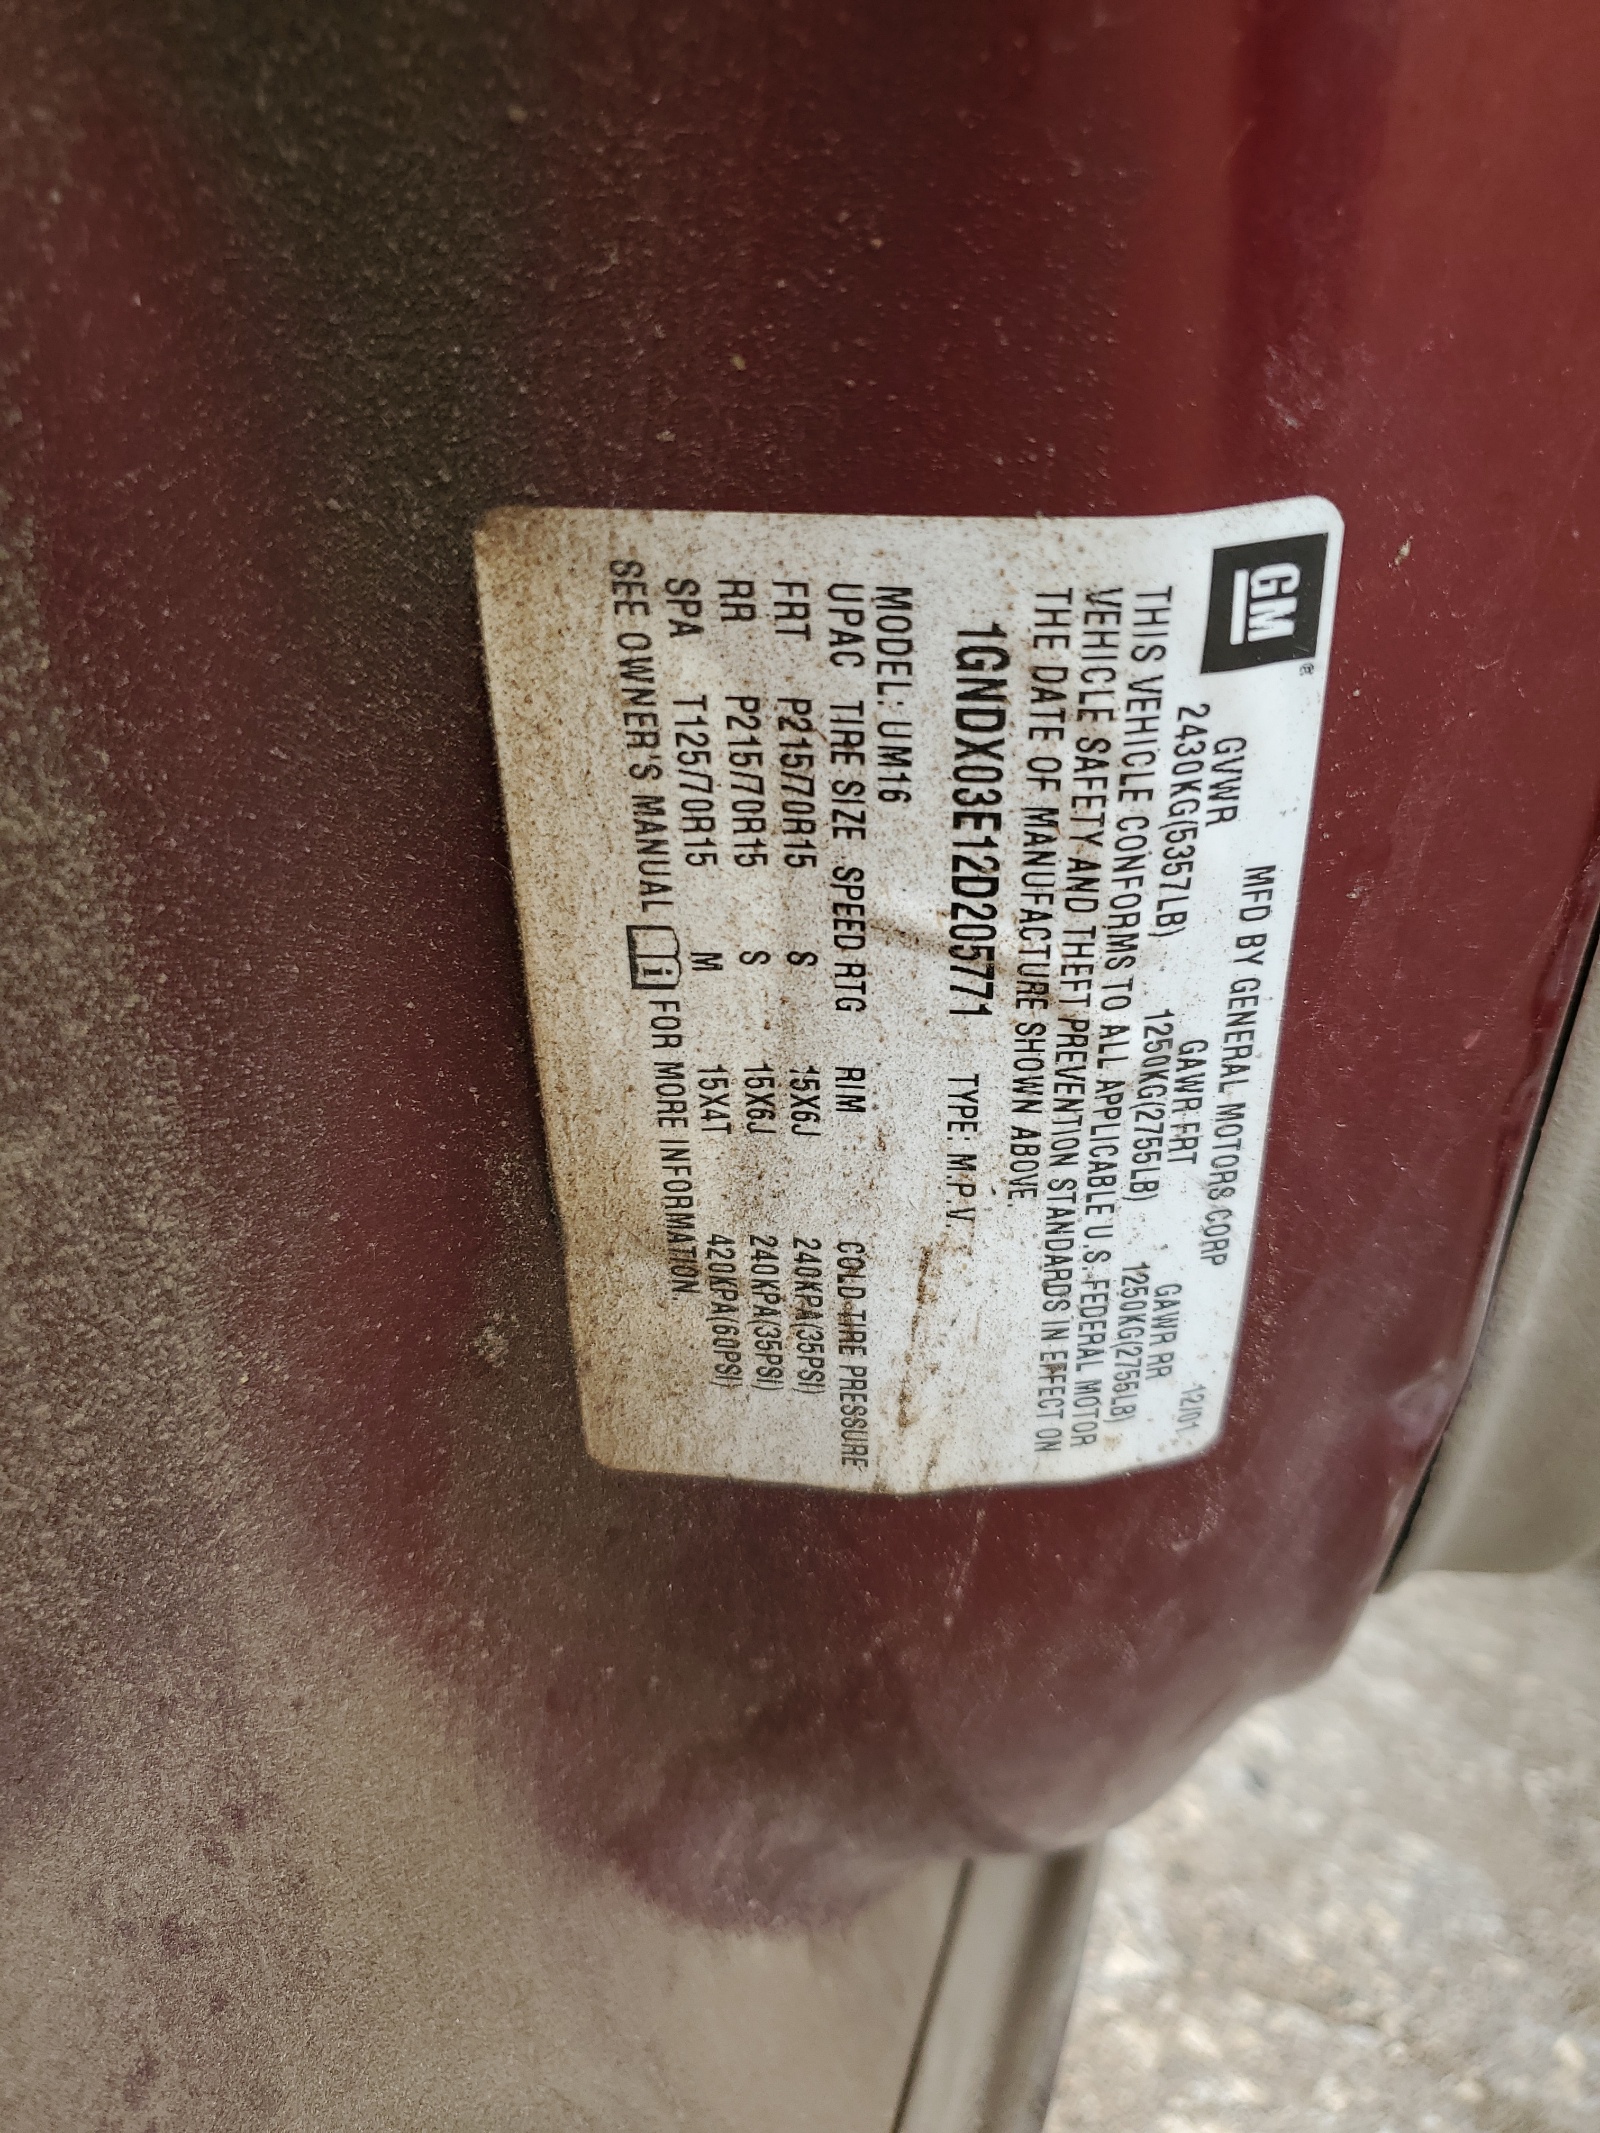 GM ®
MFD BY GENERAL MOTORS CORP 12/01
GVWR GAWR FRT GAWR RR
2430KG(5357LB) 1250KG(2755LB) 1250KG(2755LB)
THIS VEHICLE CONFORMS TO ALL APPLICABLE U.S. FEDERAL MOTOR
VEHICLE SAFETY AND THEFT PREVENTION STANDARDS IN EFFECT ON
THE DATE OF MANUFACTURE SHOWN ABOVE.
1GNDX03E12D205771 TYPE: M.P.V.
MODEL: UM16
UPAC TIRE SIZE SPEED RTG RIM COLD TIRE PRESSURE
FRT P215/70R15 S 15X6J 240KPA(35PSI)
RR P215/70R15 S 15X6J 240KPA(35PSI)
SPA T125/70R15 M 15X4T 420KPA(60PSI)
SEE OWNER'S MANUAL i FOR MORE INFORMATION.